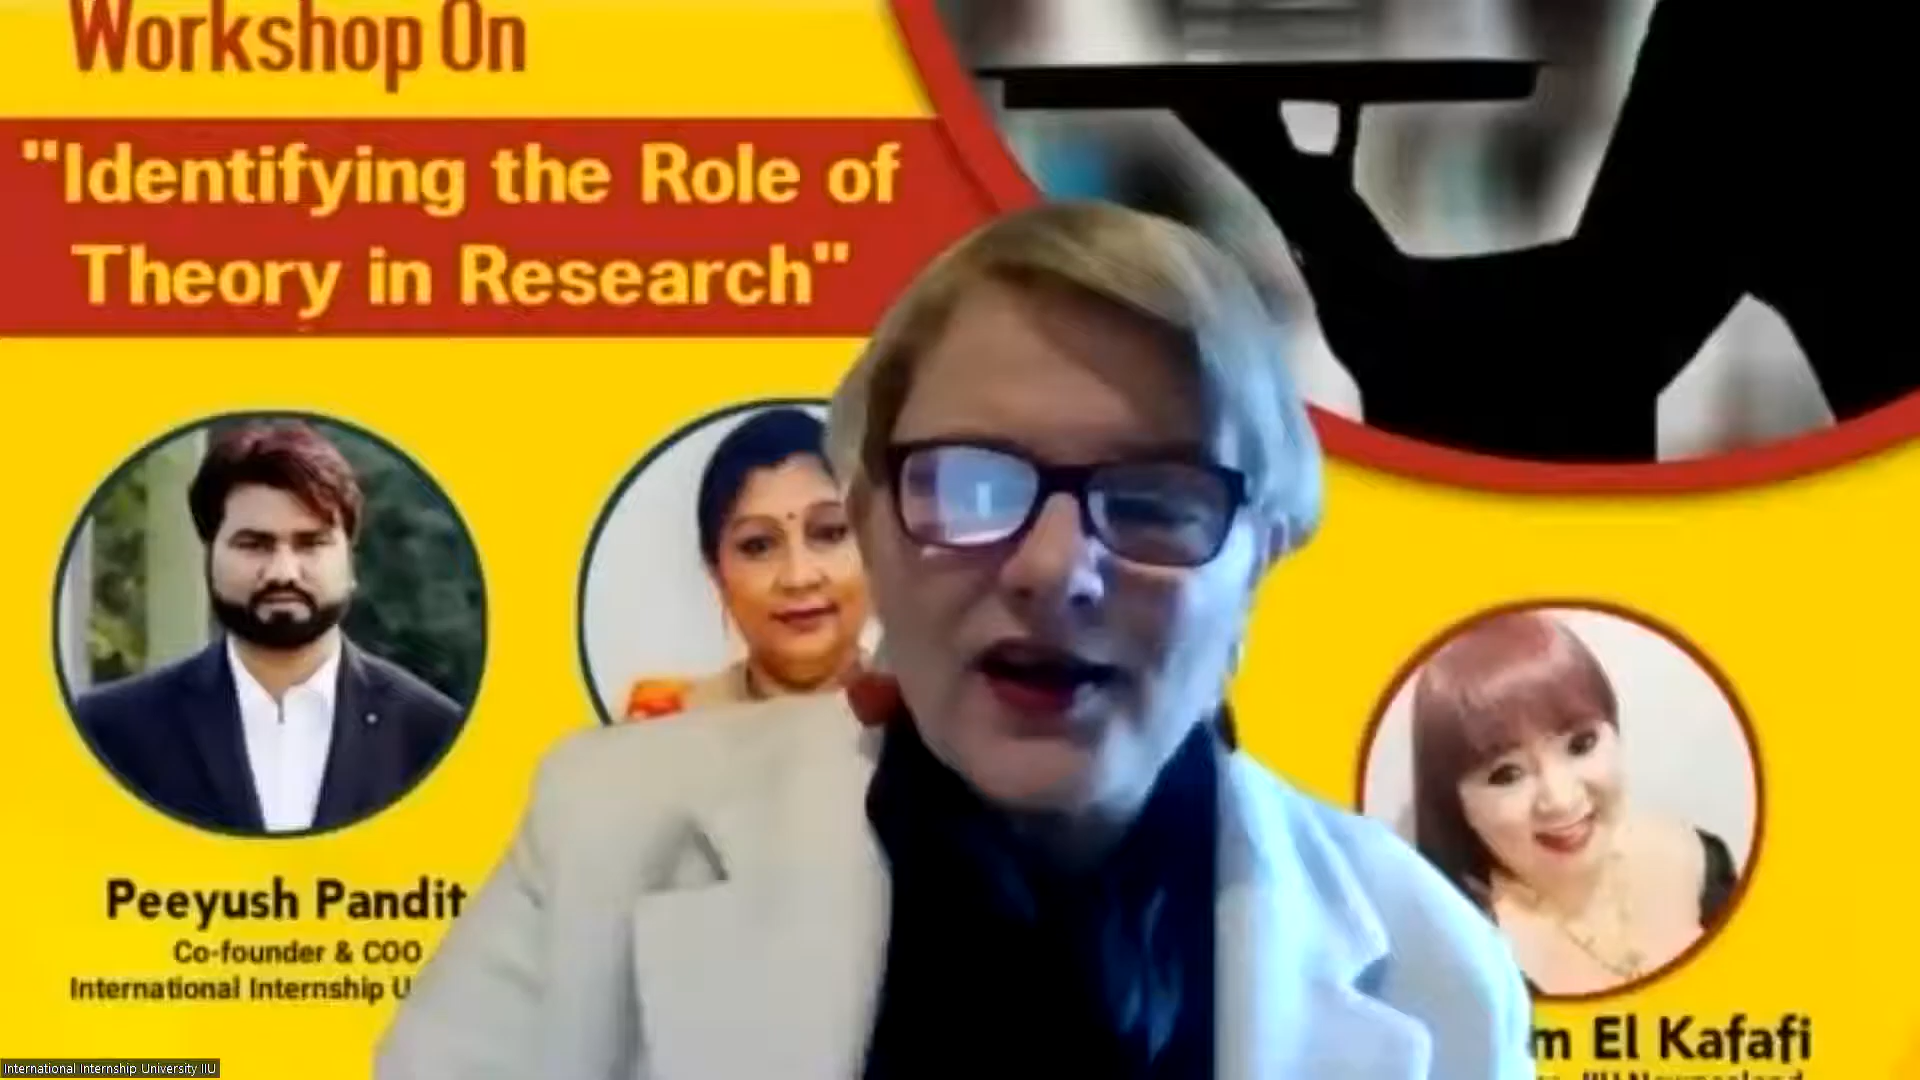 Workshop On
"Identifying the Role of
Theory in Research"
Peeyush Pandit
Co-founder & COO
International Internship U
m El Kafafi
International Internship University IIU